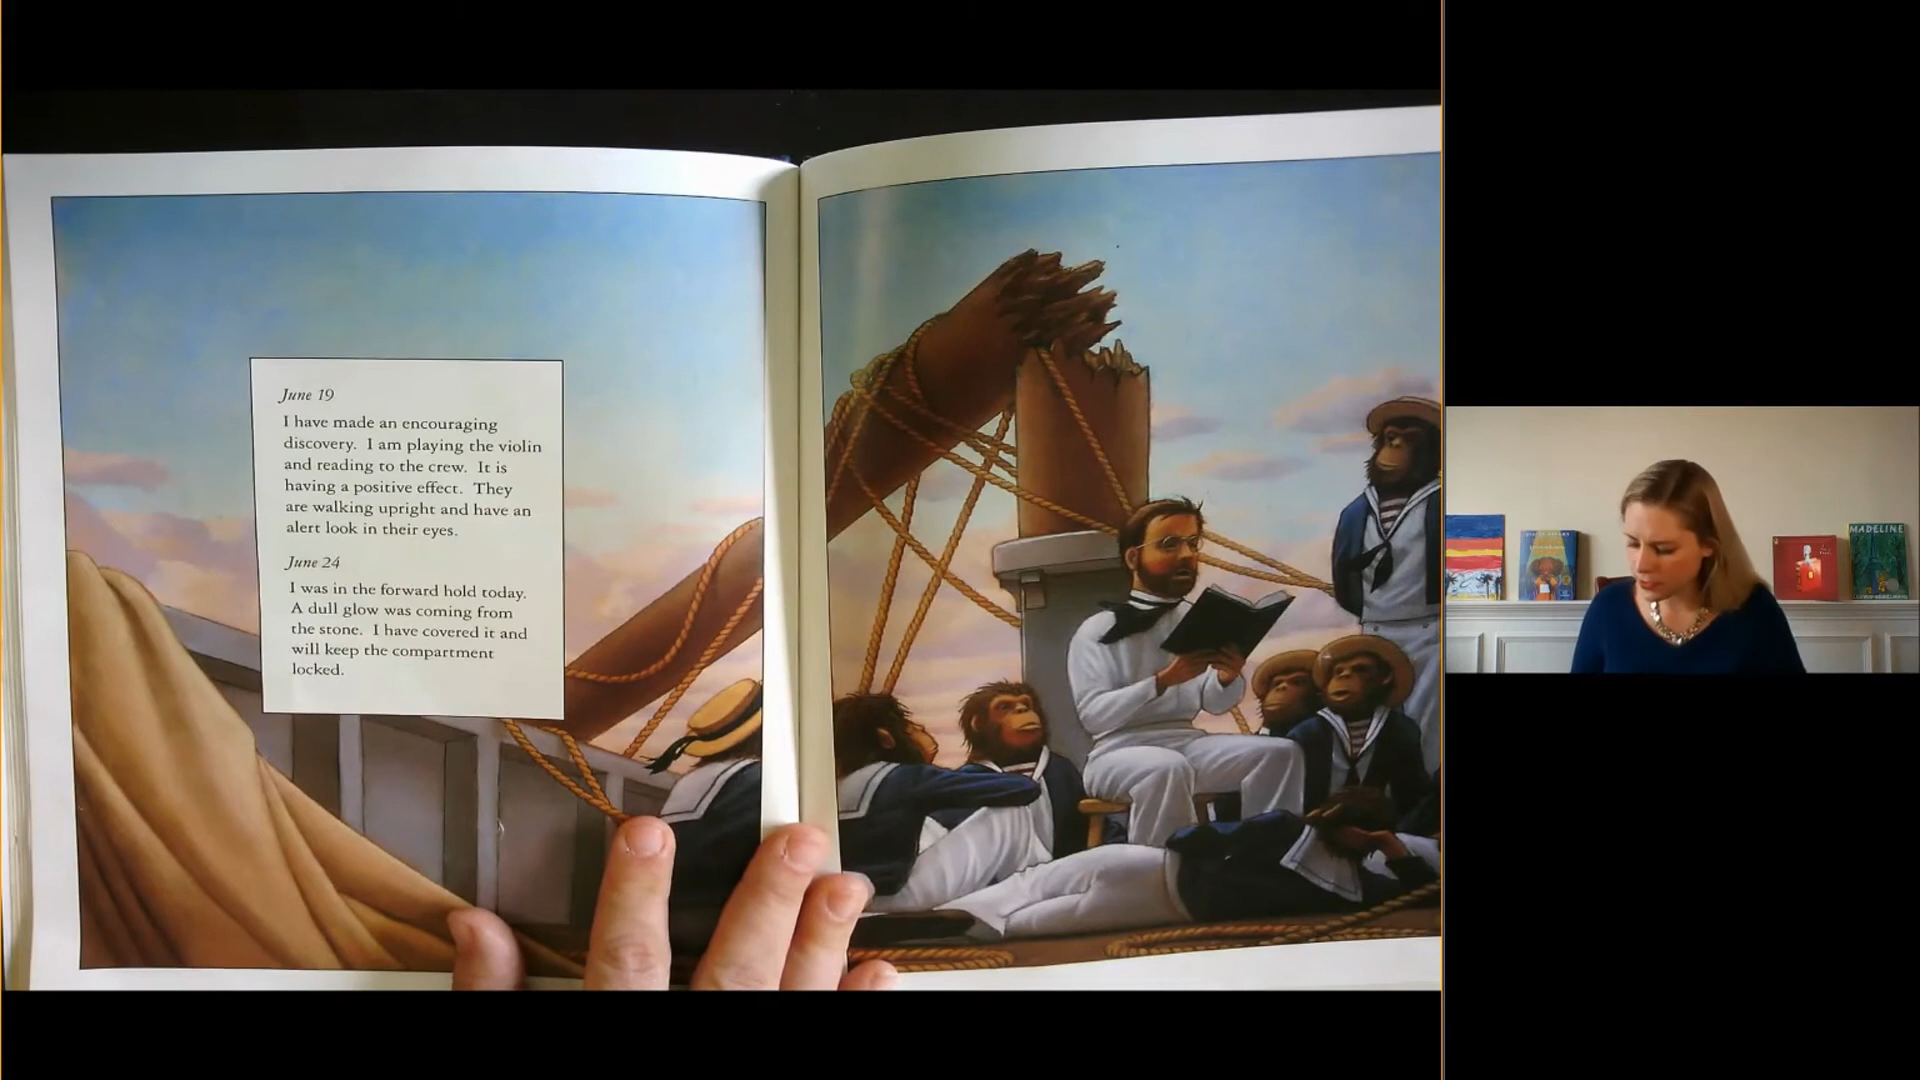 June 19
I have made an encouraging
discovery. I am playing the violin
and reading to the crew. It is
having a positive effect. They
are walking upright and have an
alert look in their eyes.
June 24
I was in the forward hold today.
A dull glow was coming from
the stone. I have covered it and
will keep the compartment
locked.
MADELINE